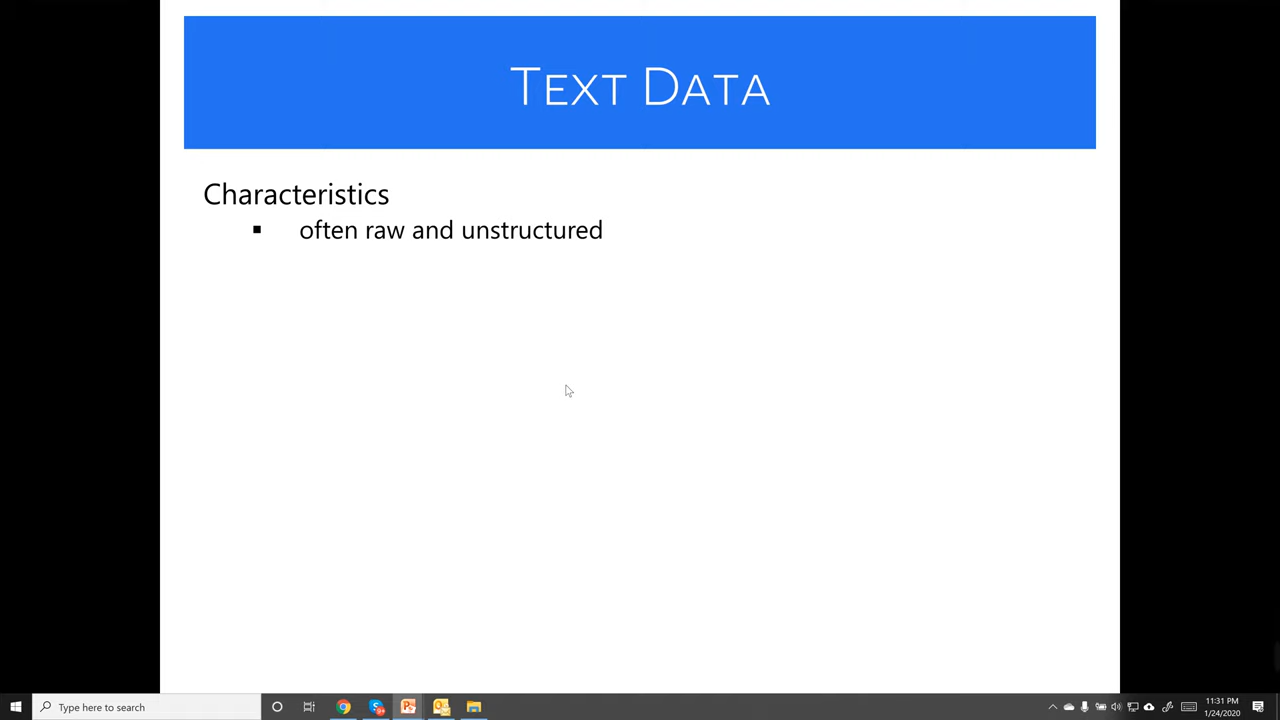 Text Data
Characteristics
▪ often raw and unstructured
Type here to search
11:31 PM
1/24/2020